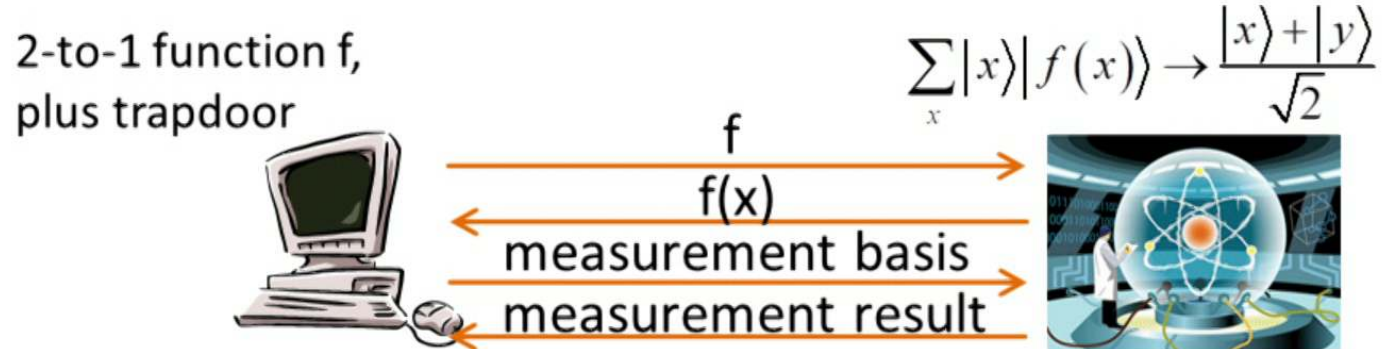 2-to-1 function f,
plus trapdoor
∑|x⟩|f(x)⟩→(|x⟩+|y⟩)/√2
x
f
f(x)
measurement basis
measurement result